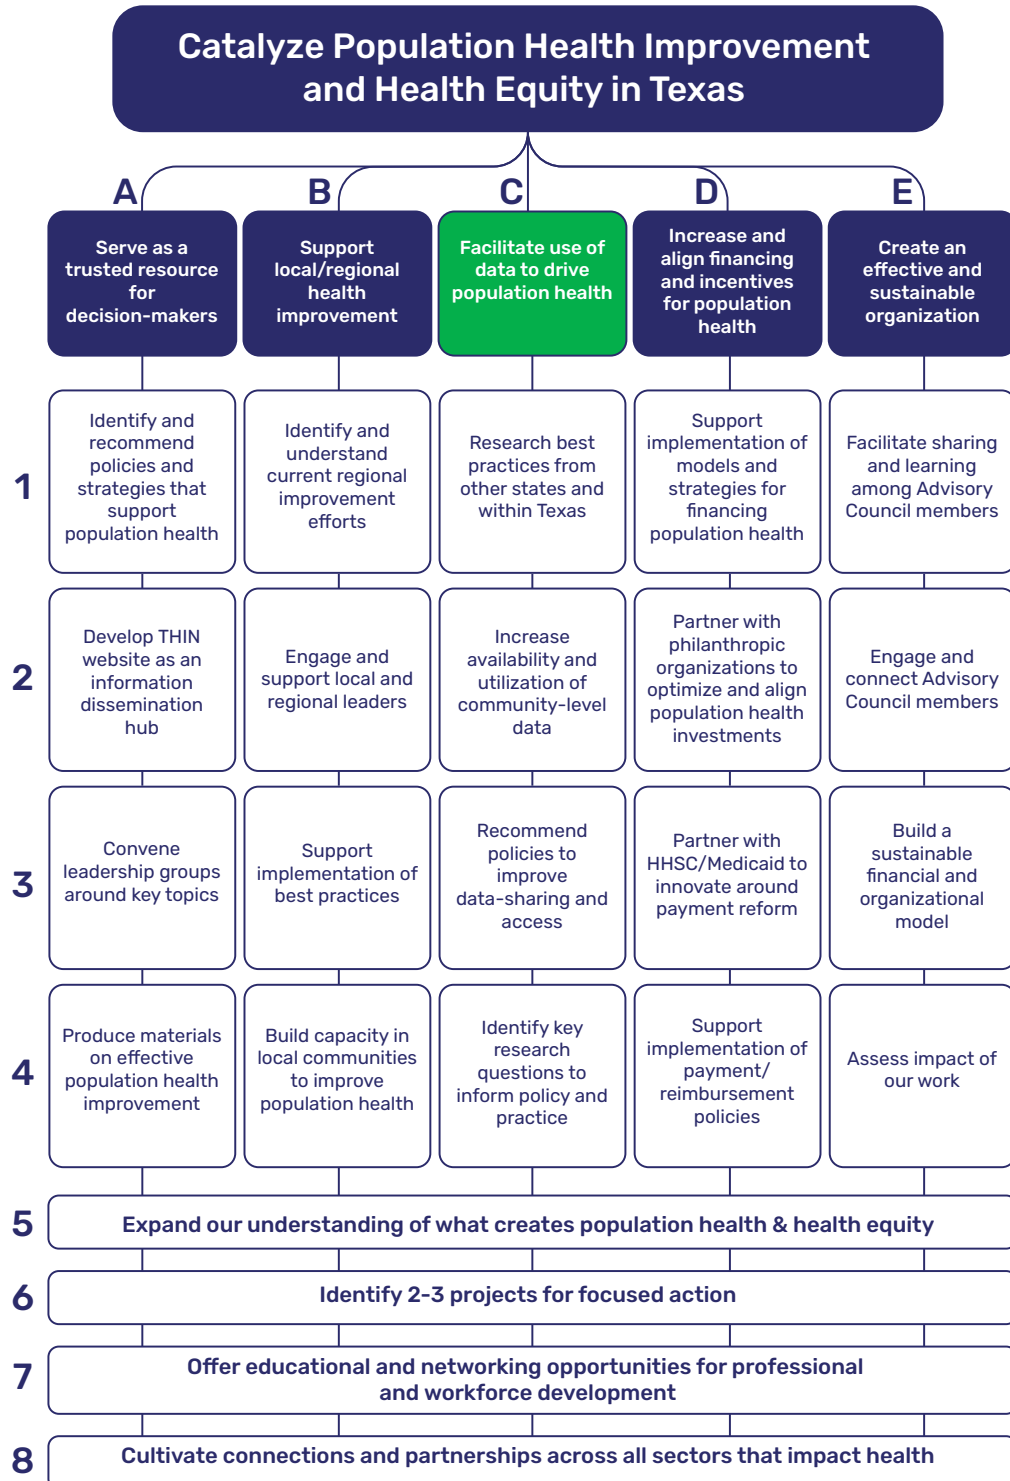 Catalyze Population Health Improvement
and Health Equity in Texas
A
B
C
D
E
Serve as a
trusted resource
for
decision-makers
Support
local/regional
health
improvement
Facilitate use of
data to drive
population health
Increase and
align financing
and incentives
for population
health
Create an
effective and
sustainable
organization
1
Identify and
recommend
policies and
strategies that
support
population health
Identify and
understand
current regional
improvement
efforts
Research best
practices from
other states and
within Texas
Support
implementation of
models and
strategies for
financing
population health
Facilitate sharing
and learning
among Advisory
Council members
2
Develop THIN
website as an
information
dissemination
hub
Engage and
support local and
regional leaders
Increase
availability and
utilization of
community-level
data
Partner with
philanthropic
organizations to
optimize and align
population health
investments
Engage and
connect Advisory
Council members
3
Convene
leadership groups
around key topics
Support
implementation of
best practices
Recommend
policies to
improve
data-sharing and
access
Partner with
HHSC/Medicaid to
innovate around
payment reform
Build a
sustainable
financial and
organizational
model
4
Produce materials
on effective
population health
improvement
Build capacity in
local communities
to improve
population health
Identify key
research
questions to
inform policy and
practice
Support
implementation of
payment/
reimbursement
policies
Assess impact of
our work
5
Expand our understanding of what creates population health & health equity
6
Identify 2-3 projects for focused action
7
Offer educational and networking opportunities for professional
and workforce development
8
Cultivate connections and partnerships across all sectors that impact health